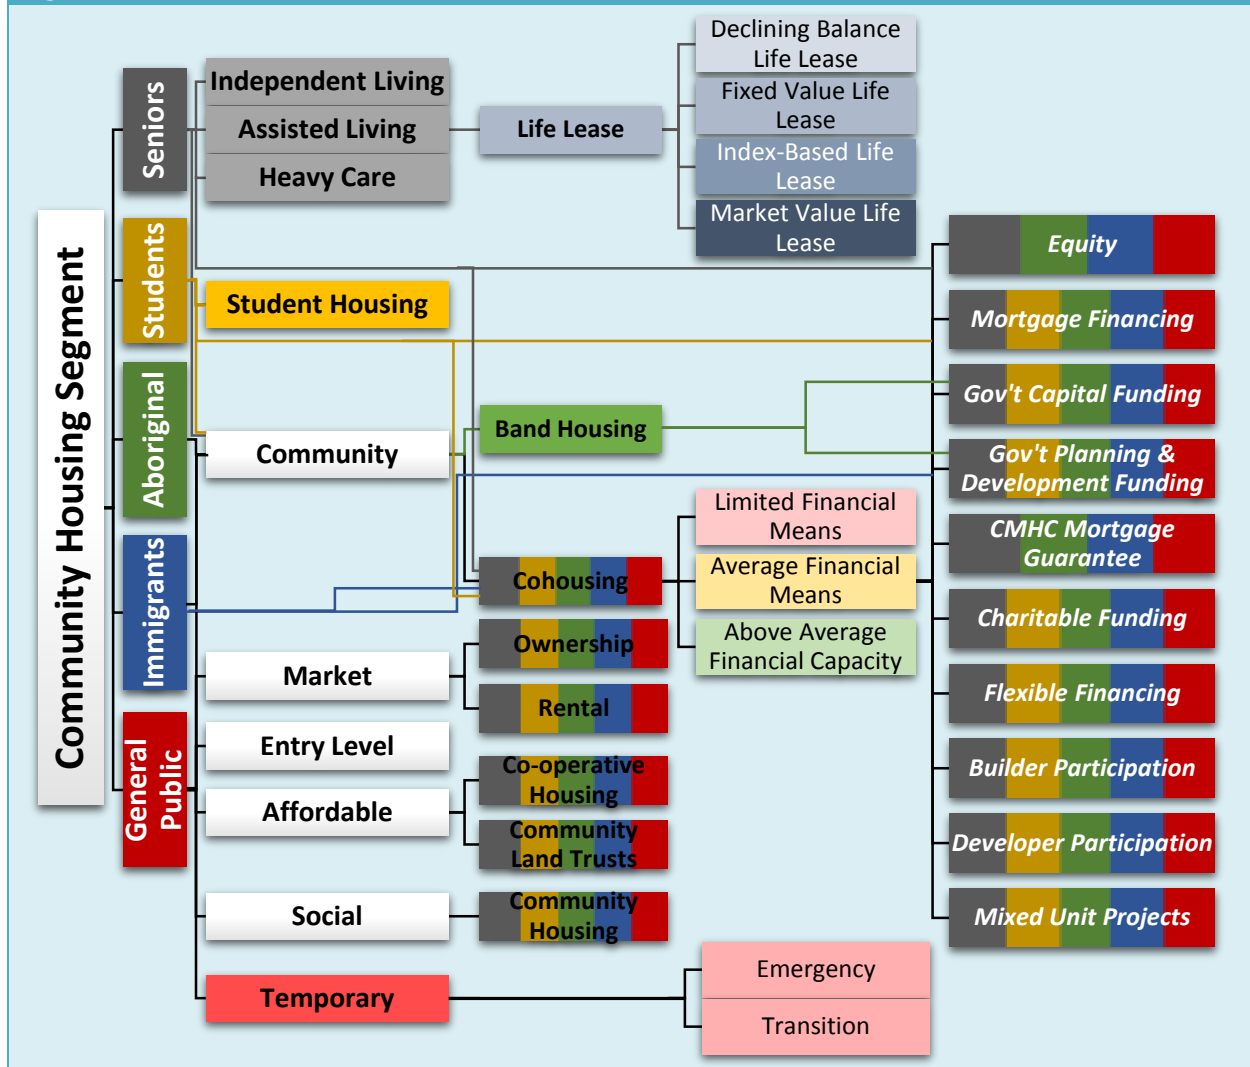 Community Housing Segment
Seniors
Students
Aboriginal
Immigrants
General
Public
Independent Living
Assisted Living
Heavy Care
Student Housing
Community
Market
Entry Level
Affordable
Social
Temporary
Life Lease
Band Housing
Cohousing
Ownership
Rental
Co-operative
Housing
Community
Land Trusts
Community
Housing
Declining Balance
Life Lease
Fixed Value Life
Lease
Index-Based Life
Lease
Market Value Life
Lease
Limited Financial
Means
Average Financial
Means
Above Average
Financial Capacity
Emergency
Transition
Equity
Mortgage Financing
Gov't Capital Funding
Gov't Planning &
Development Funding
CMHC Mortgage
Guarantee
Charitable Funding
Flexible Financing
Builder Participation
Developer Participation
Mixed Unit Projects